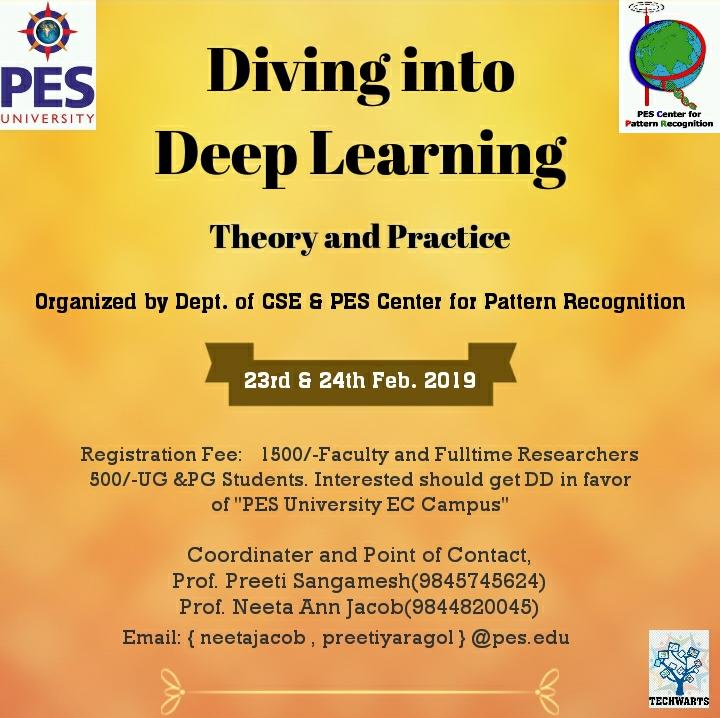 PES
UNIVERSITY
PES Center for
Pattern Recognition
Diving into
Deep Learning
Theory and Practice
Organized by Dept. of CSE & PES Center for Pattern Recognition
23rd & 24th Feb. 2019
Registration Fee: 1500/-Faculty and Fulltime Researchers
500/-UG &PG Students. Interested should get DD in favor
of "PES University EC Campus"
Coordinater and Point of Contact,
Prof. Preeti Sangamesh(9845745624)
Prof. Neeta Ann Jacob(9844820045)
Email: { neetajacob , preetiyaragol } @pes.edu
TECHWARTS